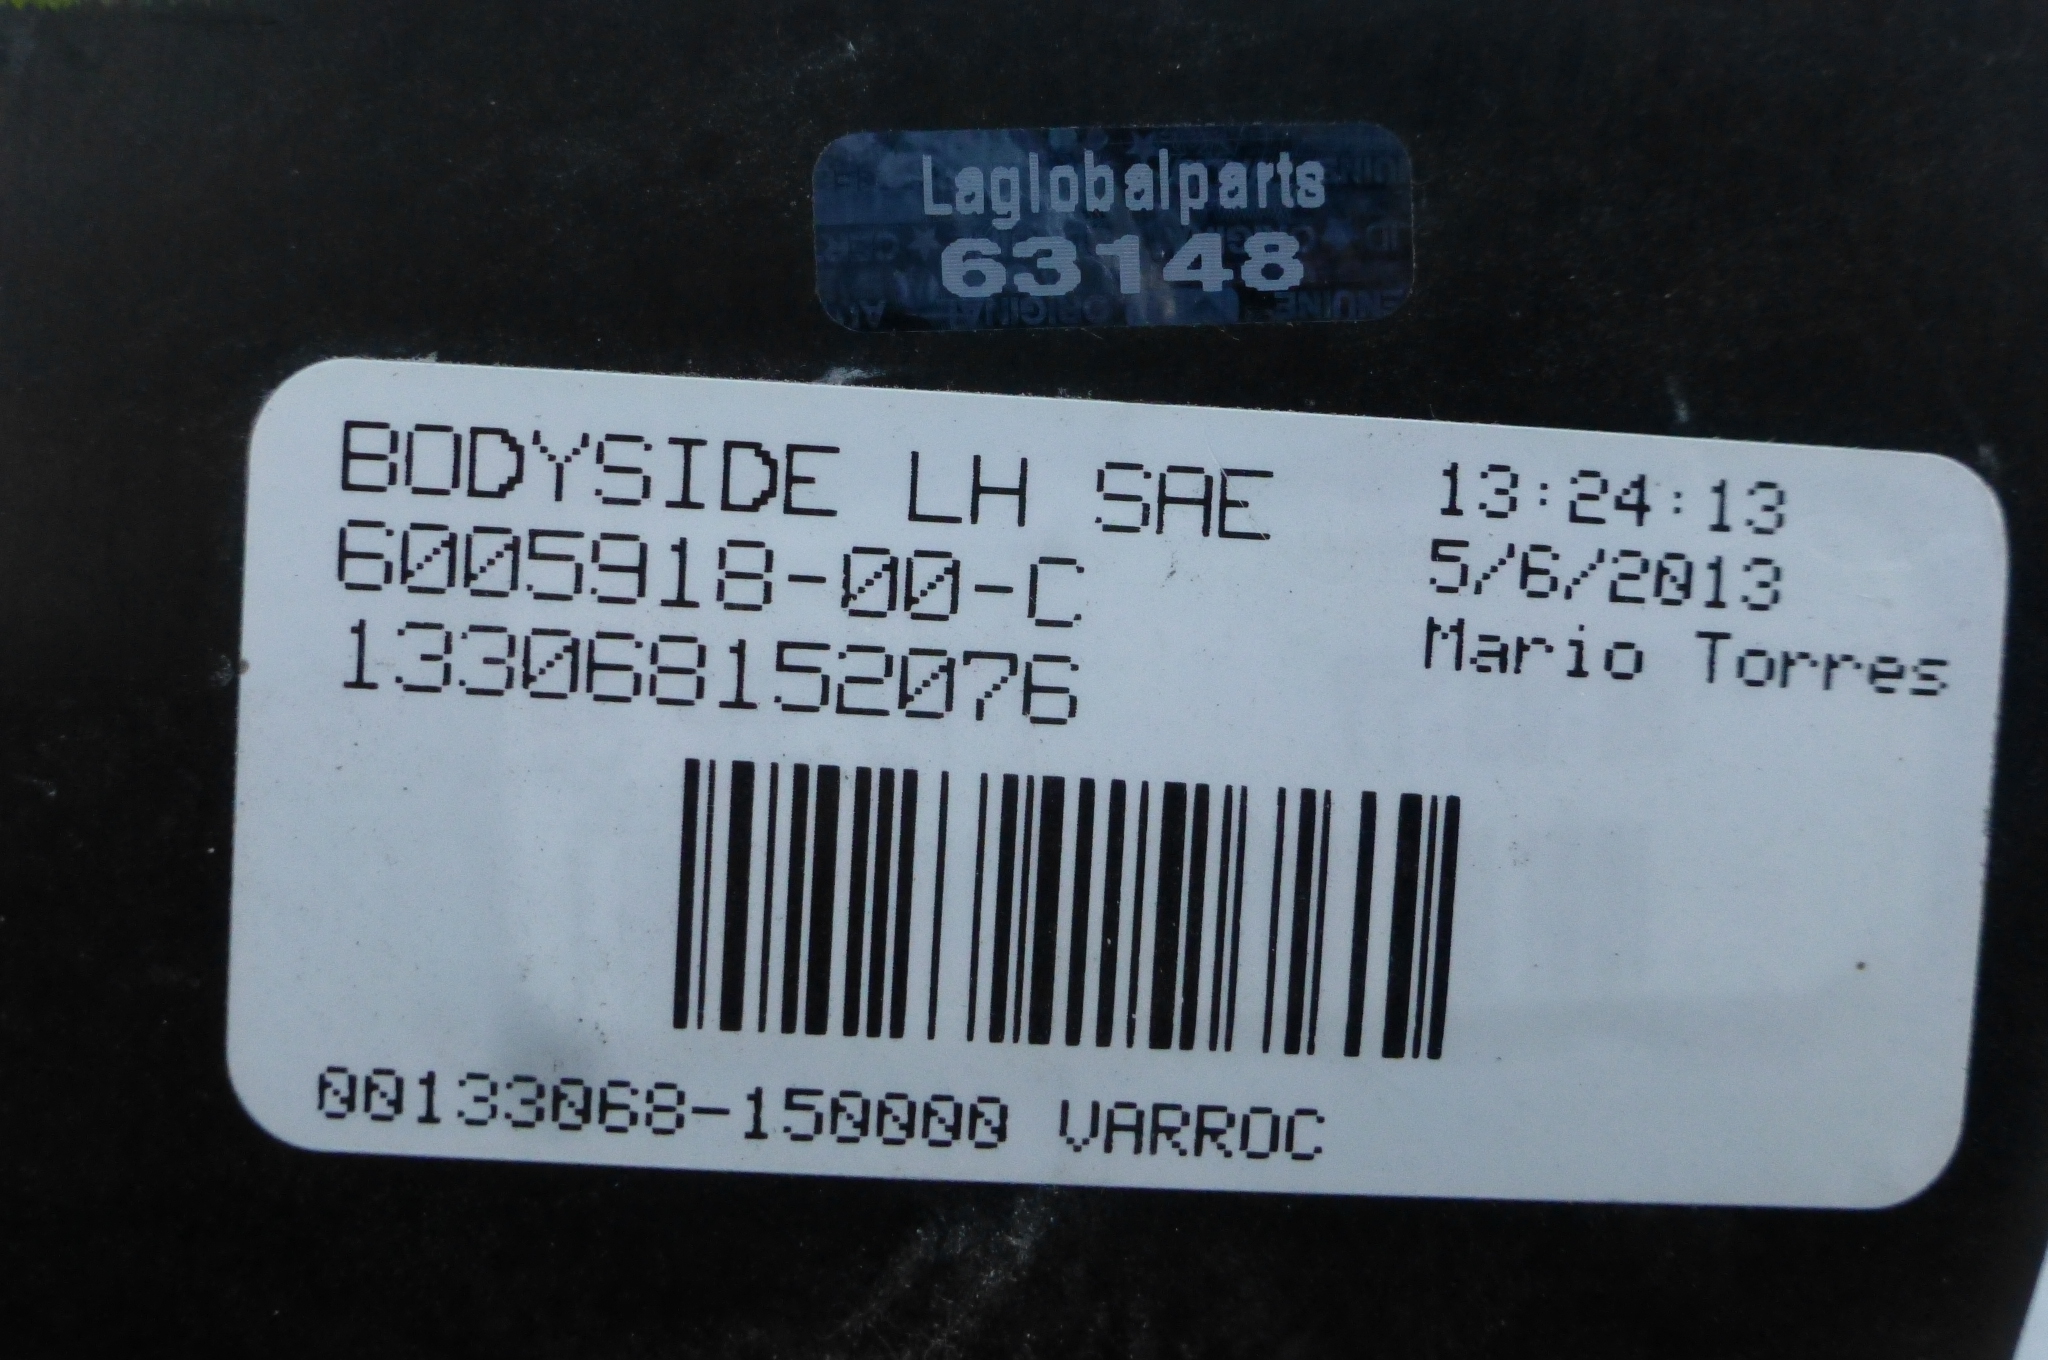 Laglobalparts
63148
BODYSIDE LH SAE
13:24:13
6005918-00-C
5/6/2013
133068152076
Mario Torres
00133068-150000 VARROC